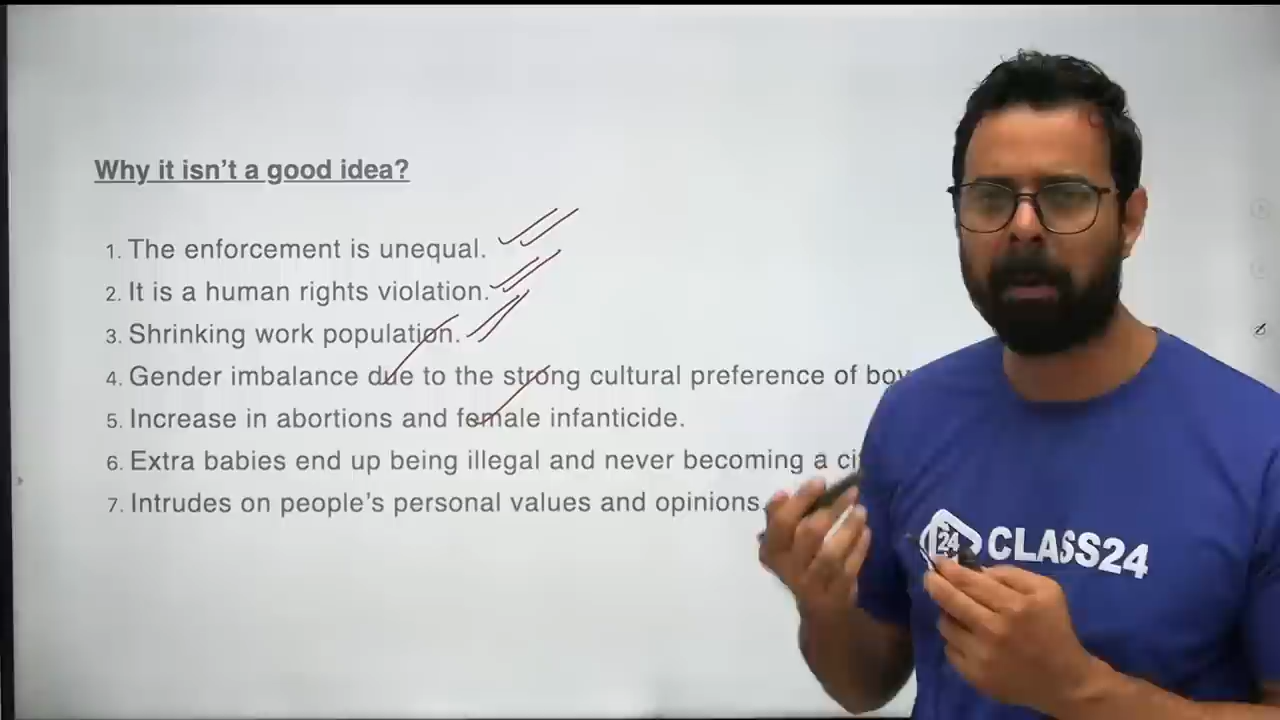 Why it isn't a good idea?
1. The enforcement is unequal.
2. It is a human rights violation.
3. Shrinking work population.
4. Gender imbalance due to the strong cultural preference of
5. Increase in abortions and female infanticide.
6. Extra babies end up being illegal and never becoming a
7. Intrudes on people's personal values and opinions.
24 CLASS24